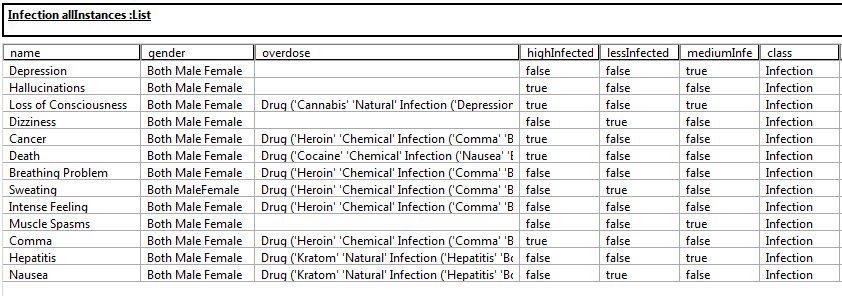 Infection allInstances :List
name gender overdose highInfected lessInfected mediumInfe class
Depression Both Male Female false false true Infection
Hallucinations Both Male Female true false false Infection
Loss of Consciousness Both Male Female Drug ('Cannabis' 'Natural' Infection ('Depression true false false Infection
Dizziness Both Male Female false true false Infection
Cancer Both Male Female Drug ('Heroin' 'Chemical' Infection ('Comma' 'B true false false Infection
Death Both Male Female Drug ('Cocaine' 'Chemical' Infection ('Nausea' 'E true false false Infection
Breathing Problem Both Male Female Drug ('Heroin' 'Chemical' Infection ('Comma' 'B false false false Infection
Sweating Both MaleFemale Drug ('Heroin' 'Chemical' Infection ('Comma' 'B false true false Infection
Intense Feeling Both Male Female Drug ('Heroin' 'Chemical' Infection ('Comma' 'B false false false Infection
Muscle Spasms Both Male Female false false true Infection
Comma Both Male Female Drug ('Heroin' 'Chemical' Infection ('Comma' 'B true false false Infection
Hepatitis Both Male Female Drug ('Kratom' 'Natural' Infection ('Hepatitis' 'Bo false false true Infection
Nausea Both Male Female Drug ('Kratom' 'Natural' Infection ('Hepatitis' 'Bo false true false Infection